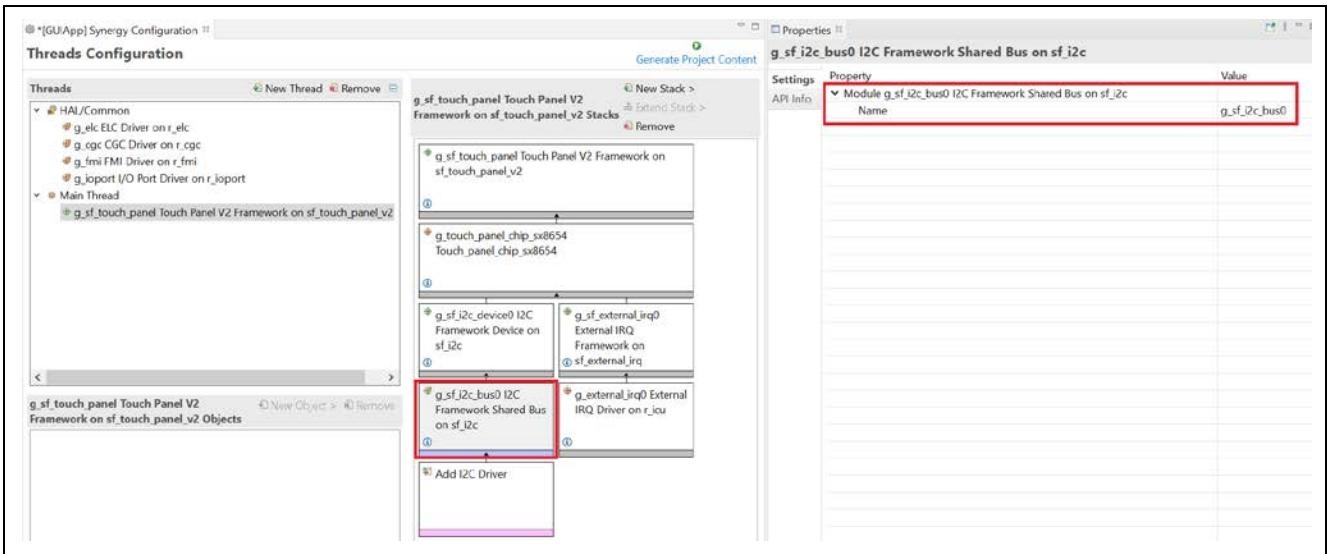 *[GUIApp] Synergy Configuration
Threads Configuration
Generate Project Content
Threads
New Thread
Remove
HAL/Common
g_elc ELC Driver on r_elc
g_cgc CGC Driver on r_cgc
g_fmi FMI Driver on r_fmi
g_ioport I/O Port Driver on r_ioport
Main Thread
g_sf_touch_panel Touch Panel V2 Framework on sf_touch_panel_v2
g_sf_touch_panel Touch Panel V2
Framework on sf_touch_panel_v2 Objects
New Object >
Remove
g_sf_touch_panel Touch Panel V2
Framework on sf_touch_panel_v2 Stacks
New Stack >
Extend Stack >
Remove
g_sf_touch_panel Touch Panel V2 Framework on
sf_touch_panel_v2
g_touch_panel_chip_sx8654
Touch_panel_chip_sx8654
g_sf_i2c_device0 I2C
Framework Device on
sf_i2c
g_sf_external_irq0
External IRQ
Framework on
sf_external_irq
g_sf_i2c_bus0 I2C
Framework Shared Bus
on sf_i2c
g_external_irq0 External
IRQ Driver on r_icu
Add I2C Driver
Properties
g_sf_i2c_bus0 I2C Framework Shared Bus on sf_i2c
Settings
API Info
Property
Value
Module g_sf_i2c_bus0 I2C Framework Shared Bus on sf_i2c
Name
g_sf_i2c_bus0